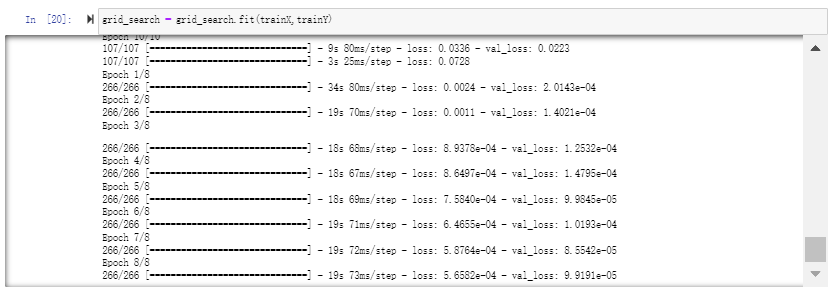 In [20]: grid_search = grid_search.fit(trainX,trainY)
Epoch 10/10
107/107 [==============================] - 9s 80ms/step - loss: 0.0336 - val_loss: 0.0223
107/107 [==============================] - 3s 25ms/step - loss: 0.0728
Epoch 1/8
266/266 [==============================] - 34s 80ms/step - loss: 0.0024 - val_loss: 2.0143e-04
Epoch 2/8
266/266 [==============================] - 19s 70ms/step - loss: 0.0011 - val_loss: 1.4021e-04
Epoch 3/8
266/266 [==============================] - 18s 68ms/step - loss: 8.9378e-04 - val_loss: 1.2532e-04
Epoch 4/8
266/266 [==============================] - 18s 67ms/step - loss: 8.6497e-04 - val_loss: 1.4795e-04
Epoch 5/8
266/266 [==============================] - 18s 69ms/step - loss: 7.5840e-04 - val_loss: 9.9845e-05
Epoch 6/8
266/266 [==============================] - 19s 71ms/step - loss: 6.4655e-04 - val_loss: 1.0193e-04
Epoch 7/8
266/266 [==============================] - 19s 72ms/step - loss: 5.8764e-04 - val_loss: 8.5542e-05
Epoch 8/8
266/266 [==============================] - 19s 73ms/step - loss: 5.6582e-04 - val_loss: 9.9191e-05